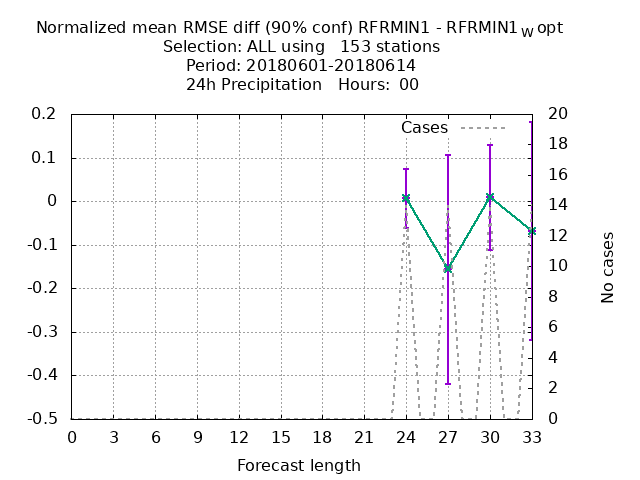 Normalized mean RMSE diff (90% conf) RFRMIN1 - RFRMIN1Wopt
Selection: ALL using   153 stations
Period: 20180601-20180614
24h Precipitation   Hours:  00
Cases
0.2
0.1
0
-0.1
-0.2
-0.3
-0.4
-0.5
20
18
16
14
12
10
8
6
4
2
0
No cases
0 3 6 9 12 15 18 21 24 27 30 33
Forecast length